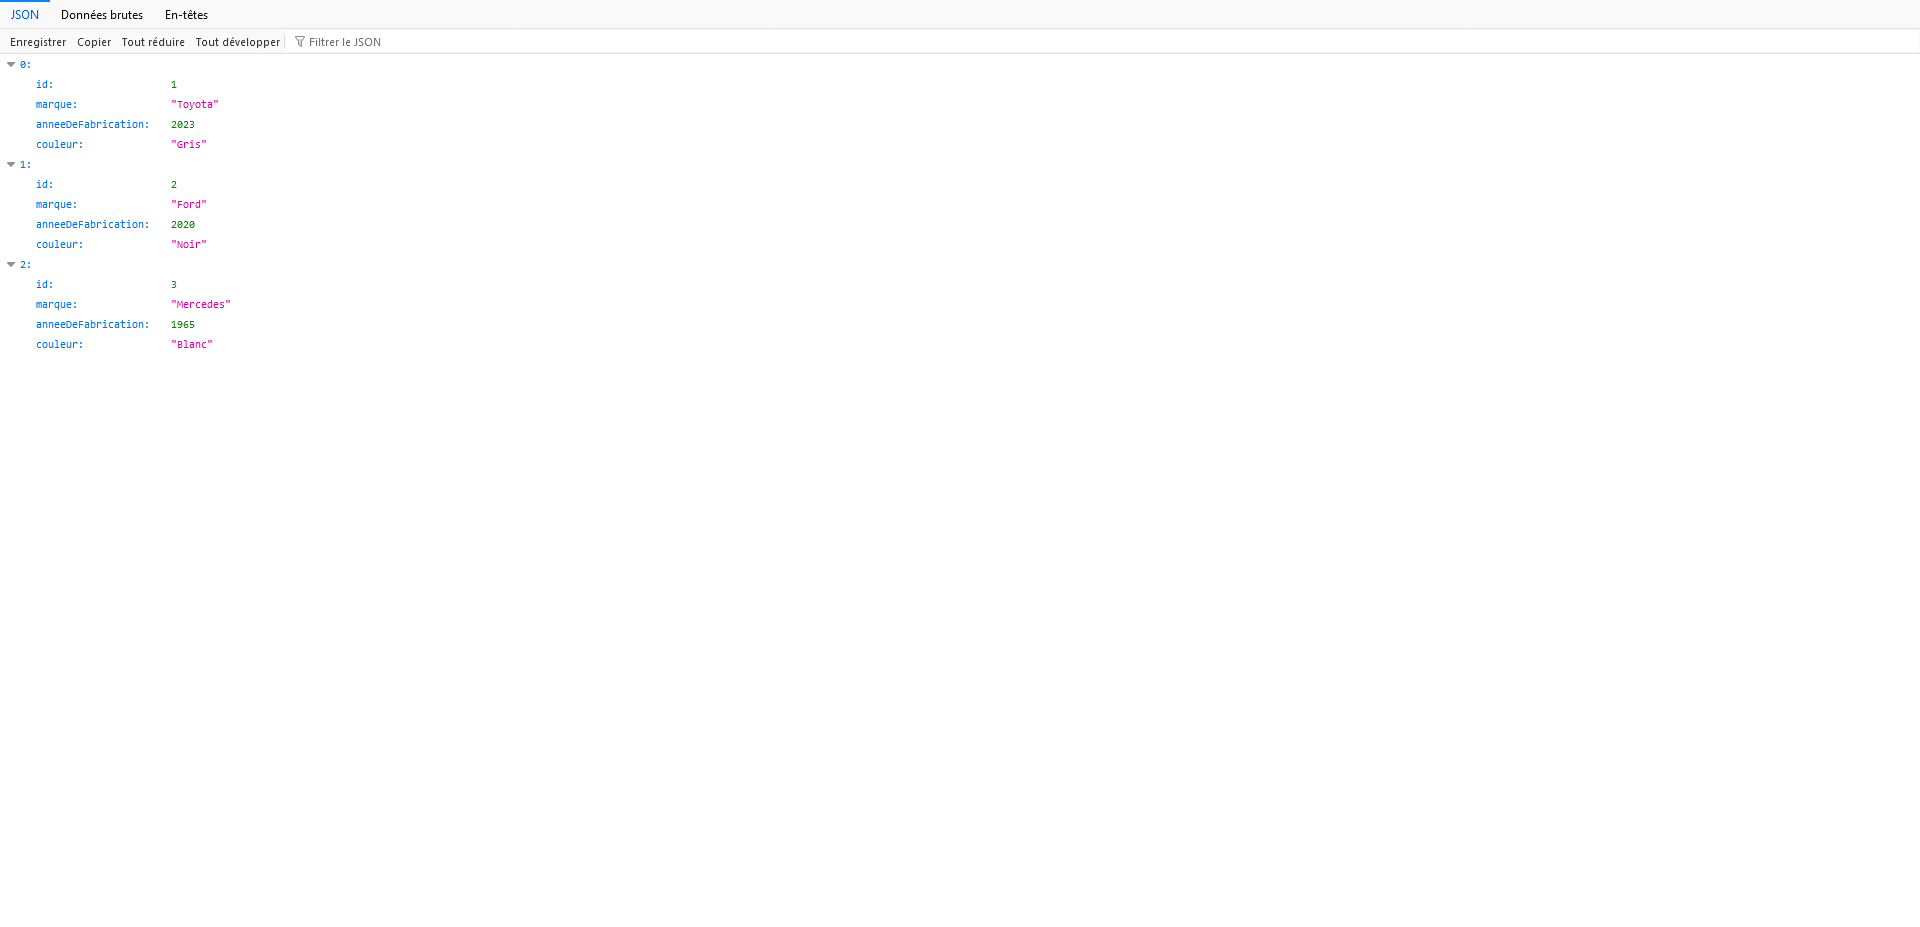 JSON Données brutes En-têtes
Enregistrer Copier Tout réduire Tout développer Filtrer le JSON
0:
id: 1
marque: "Toyota"
anneeDeFabrication: 2023
couleur: "Gris"
1:
id: 2
marque: "Ford"
anneeDeFabrication: 2020
couleur: "Noir"
2:
id: 3
marque: "Mercedes"
anneeDeFabrication: 1965
couleur: "Blanc"